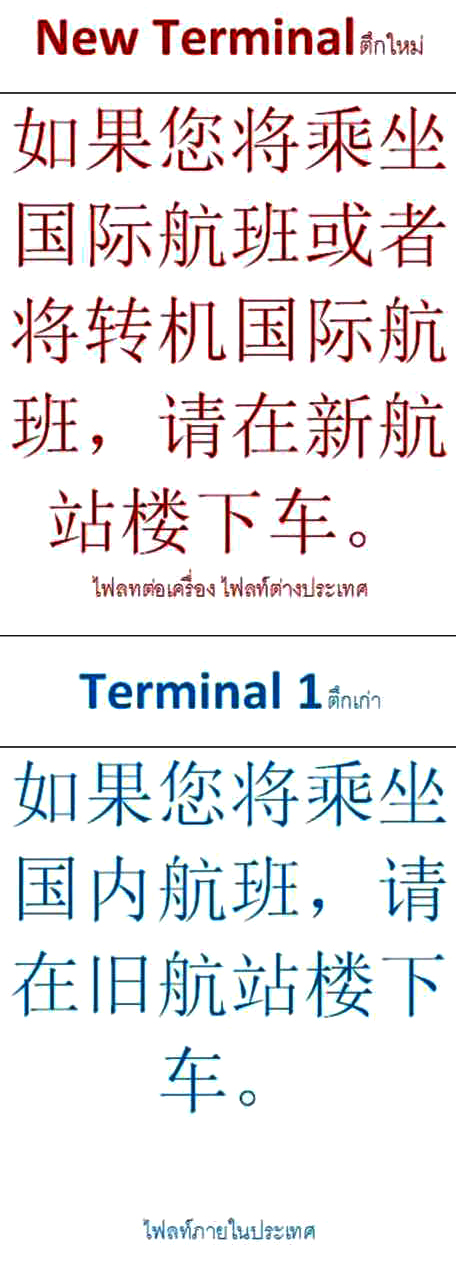 New Terminal ตึกใหม่
如果您将乘坐
国际航班或者
将转机国际航
班，请在新航
站楼下车。
ไฟลทต่อเครื่อง ไฟลท์ต่างประเทศ
Terminal 1 ตึกเก่า
如果您将乘坐
国内航班，请
在旧航站楼下
车。
ไฟลท์ภายในประเทศ